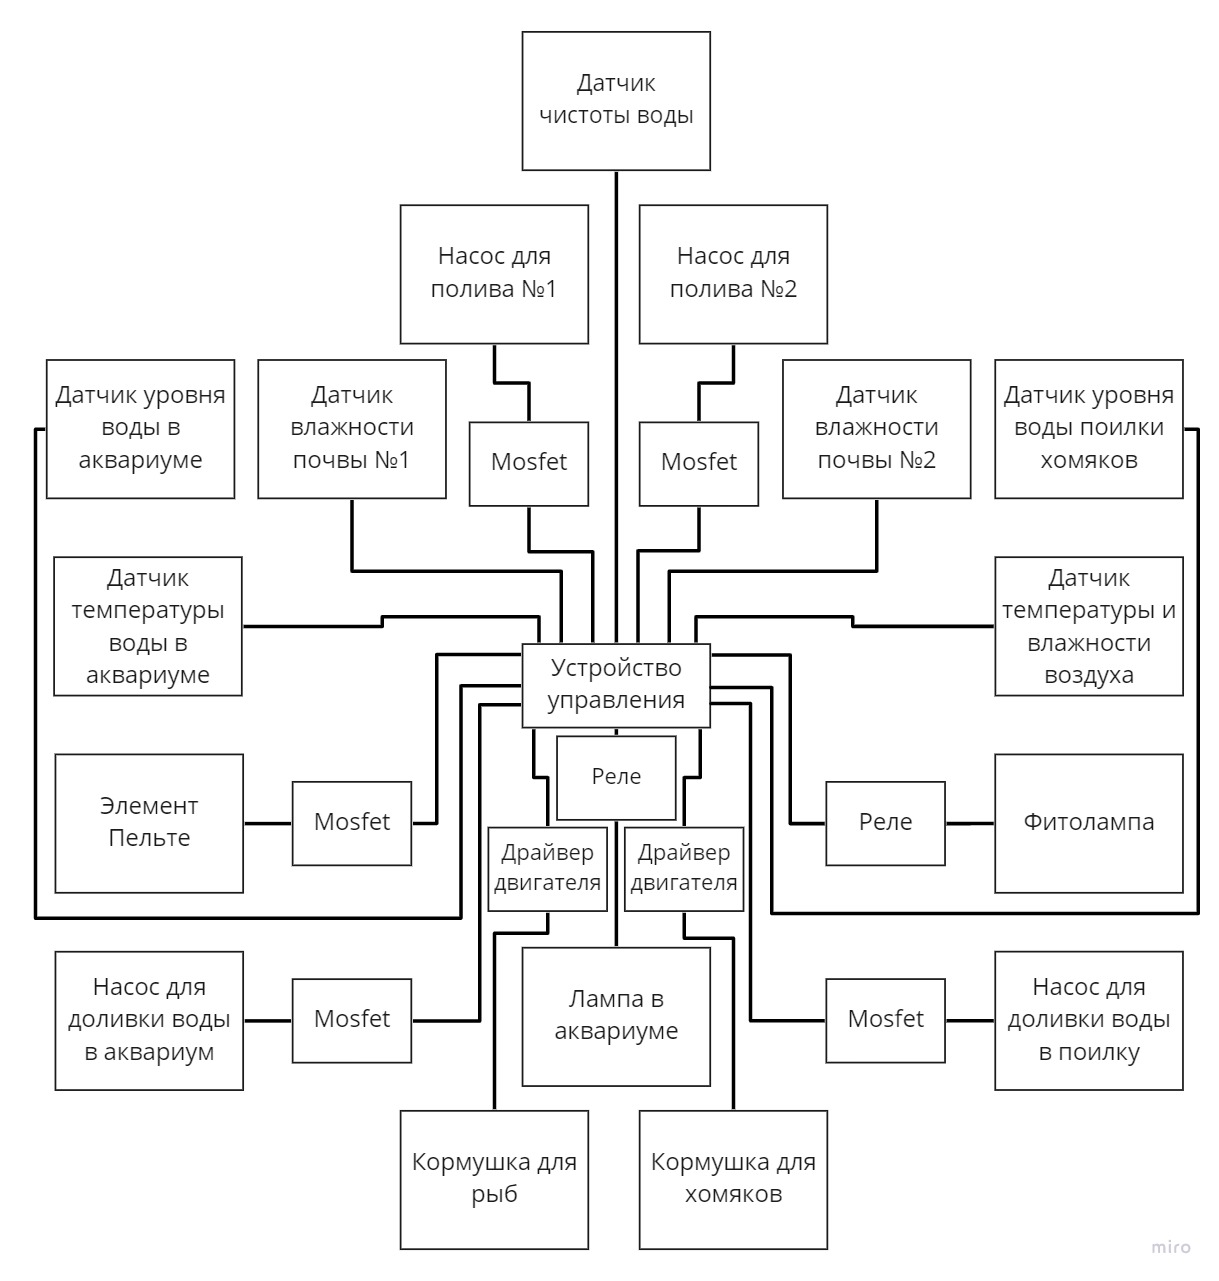 Датчик
чистоты воды
Насос для
полива №1
Насос для
полива №2
Датчик уровня
воды в
аквариуме
Датчик
влажности
почвы №1
Mosfet
Mosfet
Датчик
влажности
почвы №2
Датчик уровня
воды поилки
хомяков
Датчик
температуры
воды в
аквариуме
Датчик
температуры и
влажности
воздуха
Устройство
управления
Элемент
Пельте
Mosfet
Реле
Реле
Фитолампа
Драйвер
двигателя
Драйвер
двигателя
Насос для
доливки воды
в аквариум
Mosfet
Лампа в
аквариуме
Mosfet
Насос для
доливки воды
в поилку
Кормушка для
рыб
Кормушка для
хомяков
miro